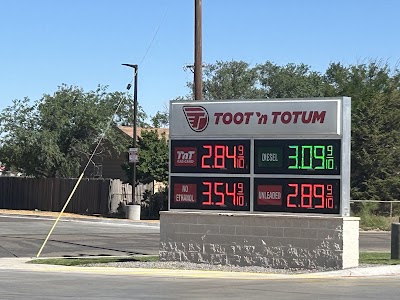 TOOT 'n TOTUM
TNT
2.84 9/10
DIESEL
3.09 9/10
NO
ETHANOL
3.54 9/10
UNLEADED
2.89 9/10